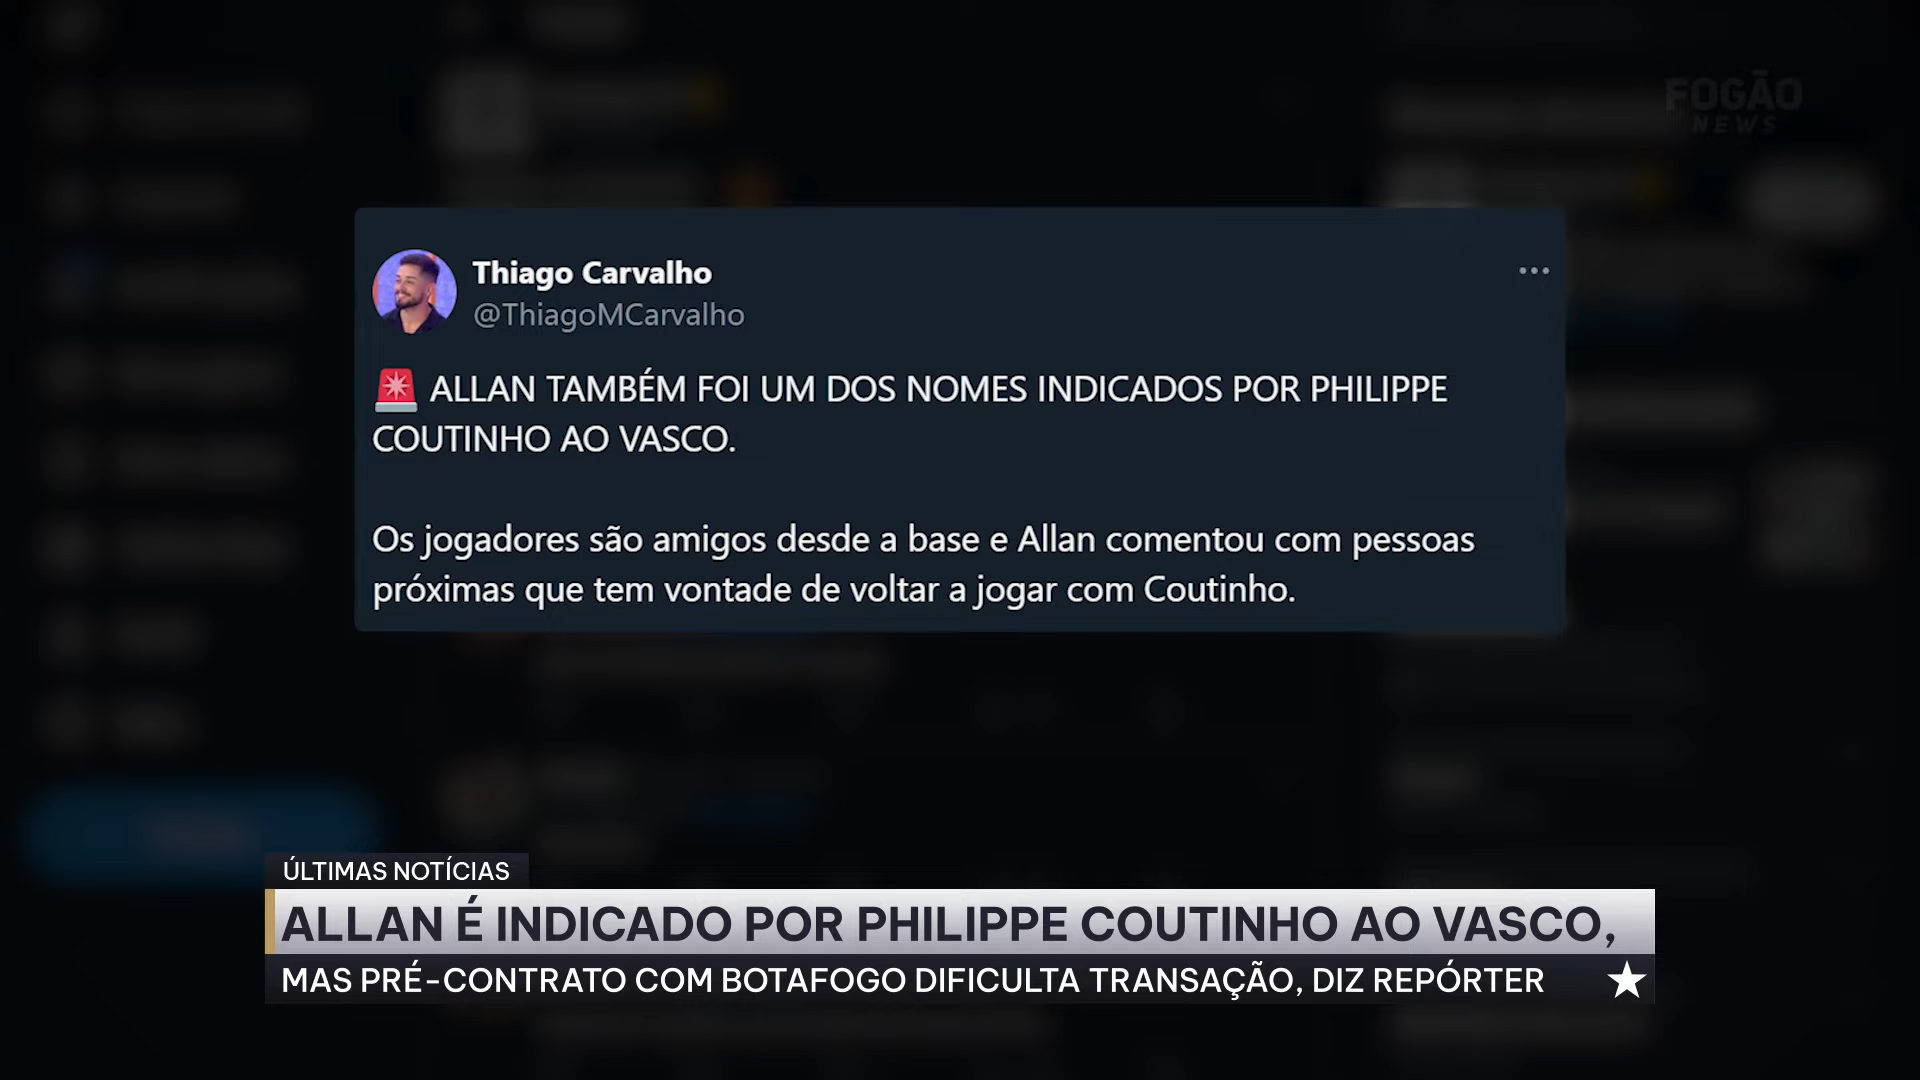 FOGÃO
NEWS
Thiago Carvalho
@ThiagoMCarvalho
🚨 ALLAN TAMBÉM FOI UM DOS NOMES INDICADOS POR PHILIPPE
COUTINHO AO VASCO.
Os jogadores são amigos desde a base e Allan comentou com pessoas
próximas que tem vontade de voltar a jogar com Coutinho.
ÚLTIMAS NOTÍCIAS
ALLAN É INDICADO POR PHILIPPE COUTINHO AO VASCO,
MAS PRÉ-CONTRATO COM BOTAFOGO DIFICULTA TRANSAÇÃO, DIZ REPÓRTER